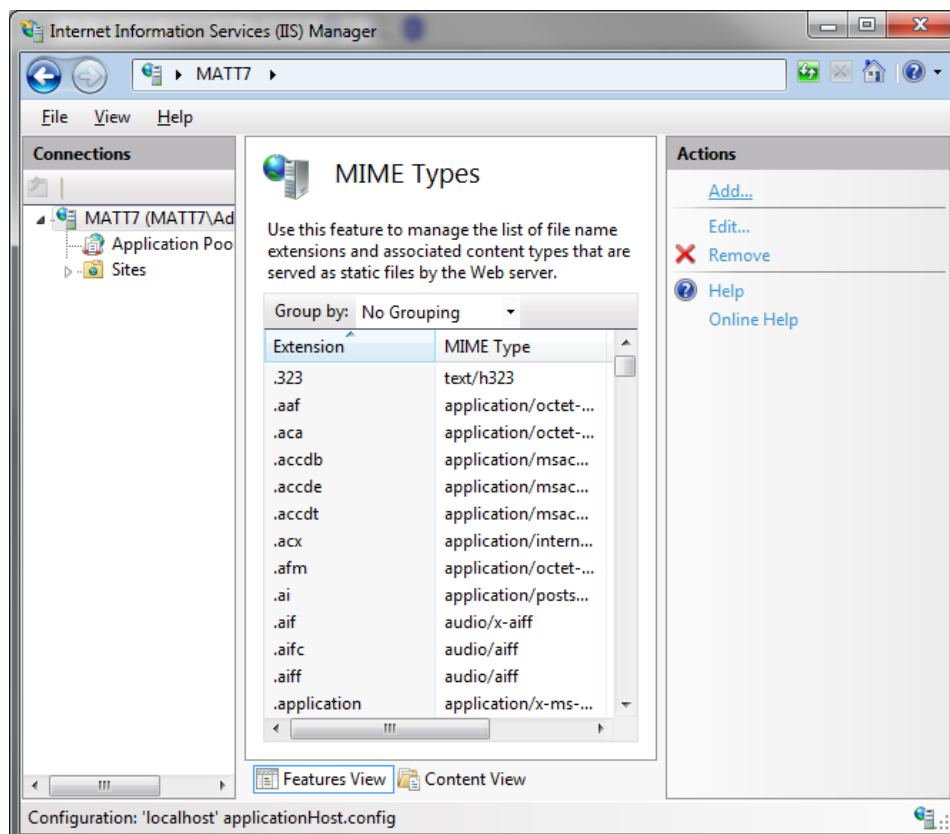 Internet Information Services (IIS) Manager
MATT7
File View Help
Connections
MATT7 (MATT7\Ad
Application Poo
Sites
MIME Types
Use this feature to manage the list of file name
extensions and associated content types that are
served as static files by the Web server.
Group by: No Grouping
Extension MIME Type
.323 text/h323
.aaf application/octet-...
.aca application/octet-...
.accdb application/msac...
.accde application/msac...
.accdt application/msac...
.acx application/intern...
.afm application/octet-...
.ai application/posts...
.aif audio/x-aiff
.aifc audio/aiff
.aiff audio/aiff
.application application/x-ms-...
Features View Content View
Actions
Add...
Edit...
Remove
Help
Online Help
Configuration: 'localhost' applicationHost.config